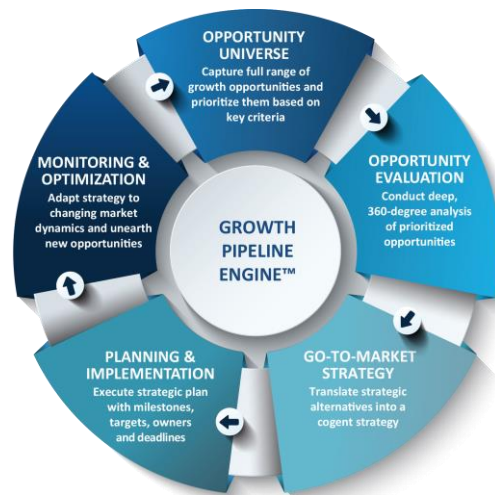 OPPORTUNITY
UNIVERSE
Capture full range of
growth opportunities and
prioritize them based on
key criteria
OPPORTUNITY
EVALUATION
Conduct deep,
360-degree analysis
of prioritized
opportunities
GO-TO-MARKET
STRATEGY
Translate strategic
alternatives into a
cogent strategy
PLANNING &
IMPLEMENTATION
Execute strategic plan
with milestones,
targets, owners
and deadlines
MONITORING &
OPTIMIZATION
Adapt strategy to
changing market
dynamics and unearth
new opportunities
GROWTH
PIPELINE
ENGINE™